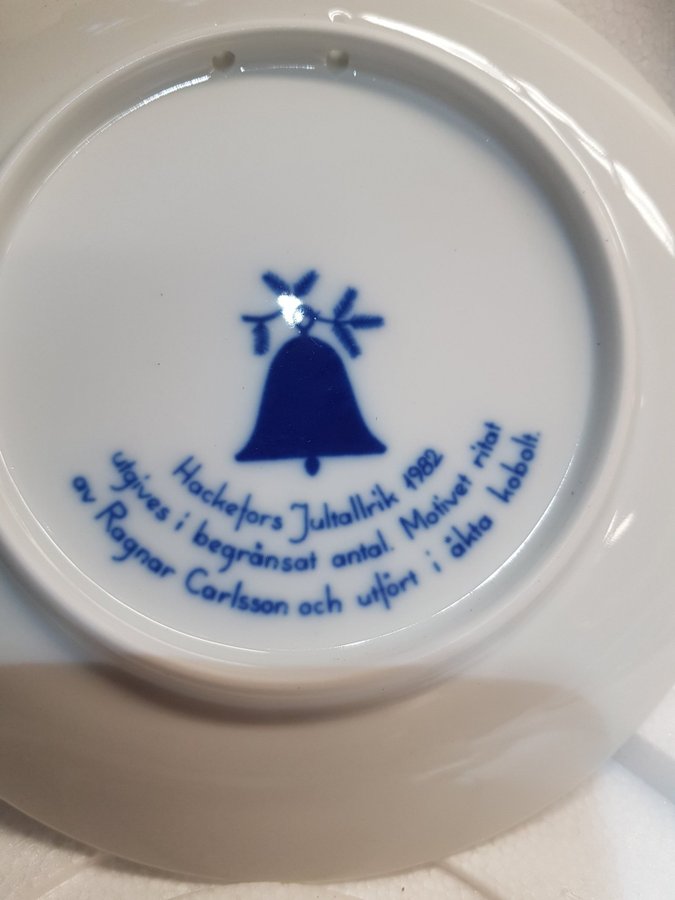 Hackefors Jultallrik 1982
utgives i begränsat antal. Motivet ritat
av Ragnar Carlsson och utfört i äkta kobolt.